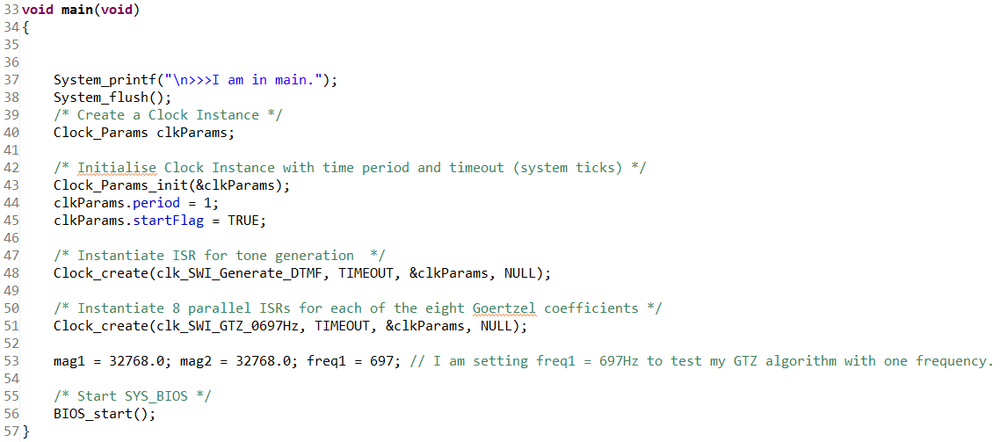 33 void main(void)
34 {
35
36
37     System_printf("\n>>>I am in main.");
38     System_flush();
39     /* Create a Clock Instance */
40     Clock_Params clkParams;
41
42     /* Initialise Clock Instance with time period and timeout (system ticks) */
43     Clock_Params_init(&clkParams);
44     clkParams.period = 1;
45     clkParams.startFlag = TRUE;
46
47     /* Instantiate ISR for tone generation  */
48     Clock_create(clk_SWI_Generate_DTMF, TIMEOUT, &clkParams, NULL);
49
50     /* Instantiate 8 parallel ISRs for each of the eight Goertzel coefficients */
51     Clock_create(clk_SWI_GTZ_0697Hz, TIMEOUT, &clkParams, NULL);
52
53     mag1 = 32768.0; mag2 = 32768.0; freq1 = 697; // I am setting freq1 = 697Hz to test my GTZ algorithm with one frequency.
54
55     /* Start SYS_BIOS */
56     BIOS_start();
57 }